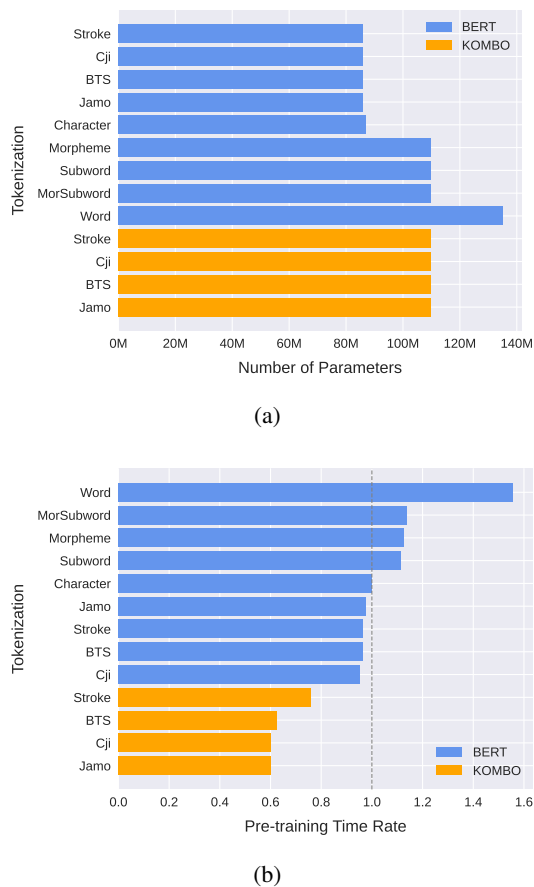 Stroke
Cji
BTS
Jamo
Character
Morpheme
Subword
MorSubword
Word
Stroke
Cji
BTS
Jamo
BERT
KOMBO
Tokenization
0M 20M 40M 60M 80M 100M 120M 140M
Number of Parameters
(a)
Word
MorSubword
Morpheme
Subword
Character
Jamo
Stroke
BTS
Cji
Stroke
BTS
Cji
Jamo
BERT
KOMBO
Tokenization
0.0 0.2 0.4 0.6 0.8 1.0 1.2 1.4 1.6
Pre-training Time Rate
(b)